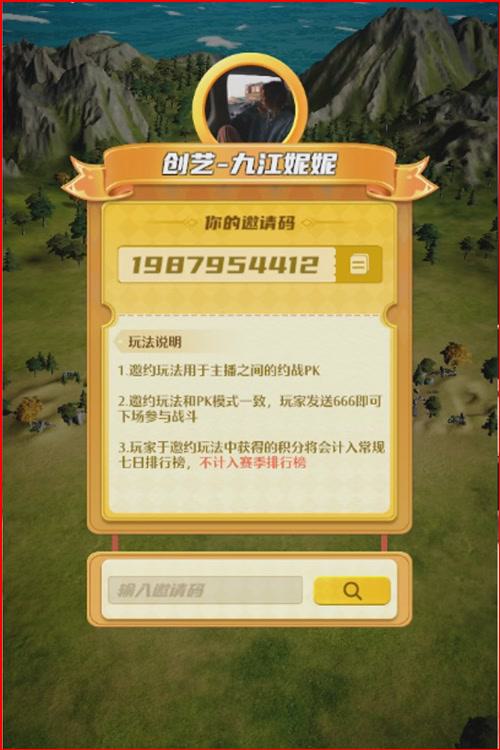 创艺-九江妮妮
你的邀请码
1987954412
玩法说明
1.邀约玩法用于主播之间的约战PK
2.邀约玩法和PK模式一致，玩家发送666即可
下场参与战斗
3.玩家于邀约玩法中获得的积分将会计入常规
七日排行榜，不计入赛季排行榜
输入邀请码